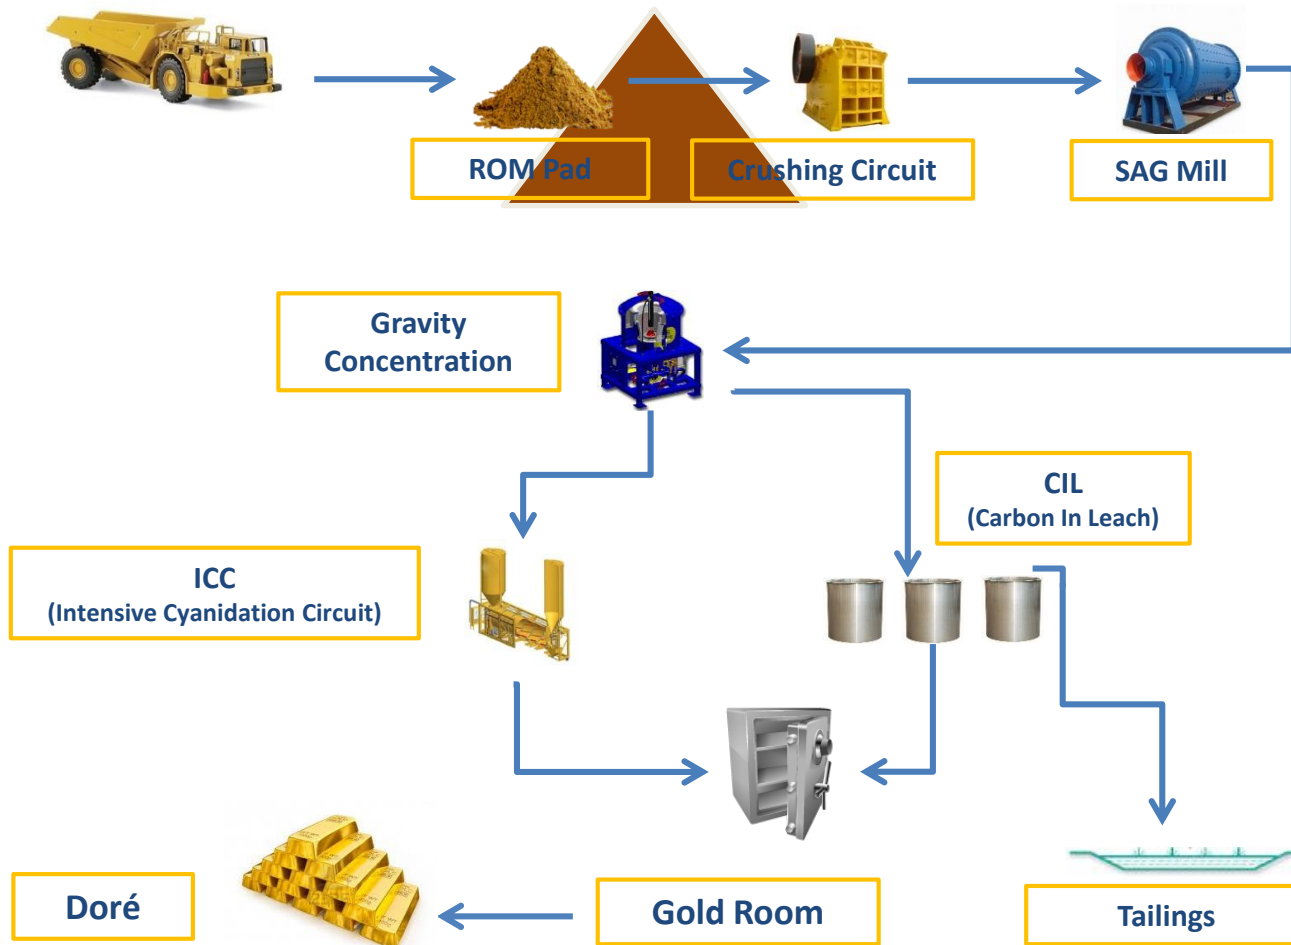 ROM Pad
Crushing Circuit
SAG Mill
Gravity
Concentration
CIL
(Carbon In Leach)
ICC
(Intensive Cyanidation Circuit)
Doré
Gold Room
Tailings